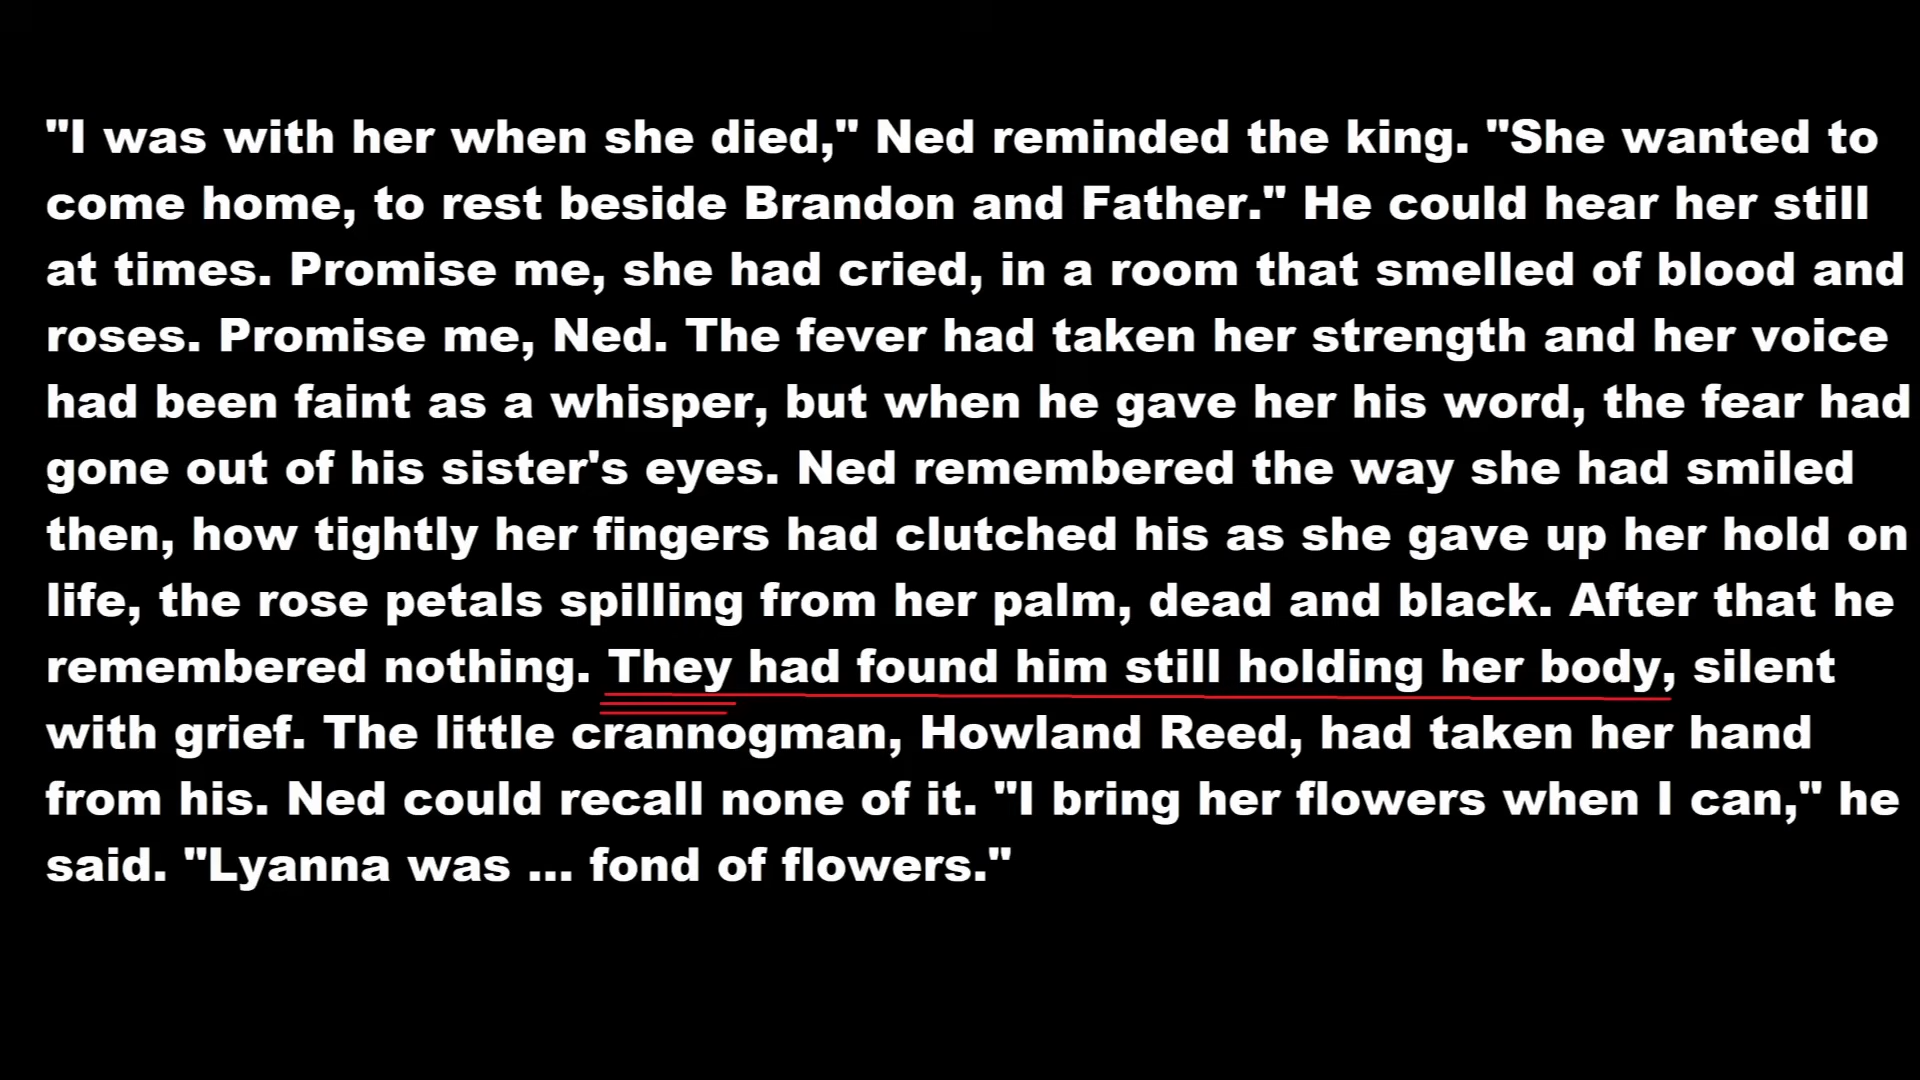 "I was with her when she died," Ned reminded the king. "She wanted to
come home, to rest beside Brandon and Father." He could hear her still
at times. Promise me, she had cried, in a room that smelled of blood and
roses. Promise me, Ned. The fever had taken her strength and her voice
had been faint as a whisper, but when he gave her his word, the fear had
gone out of his sister's eyes. Ned remembered the way she had smiled
then, how tightly her fingers had clutched his as she gave up her hold on
life, the rose petals spilling from her palm, dead and black. After that he
remembered nothing. They had found him still holding her body, silent
with grief. The little crannogman, Howland Reed, had taken her hand
from his. Ned could recall none of it. "I bring her flowers when I can," he
said. "Lyanna was ... fond of flowers."